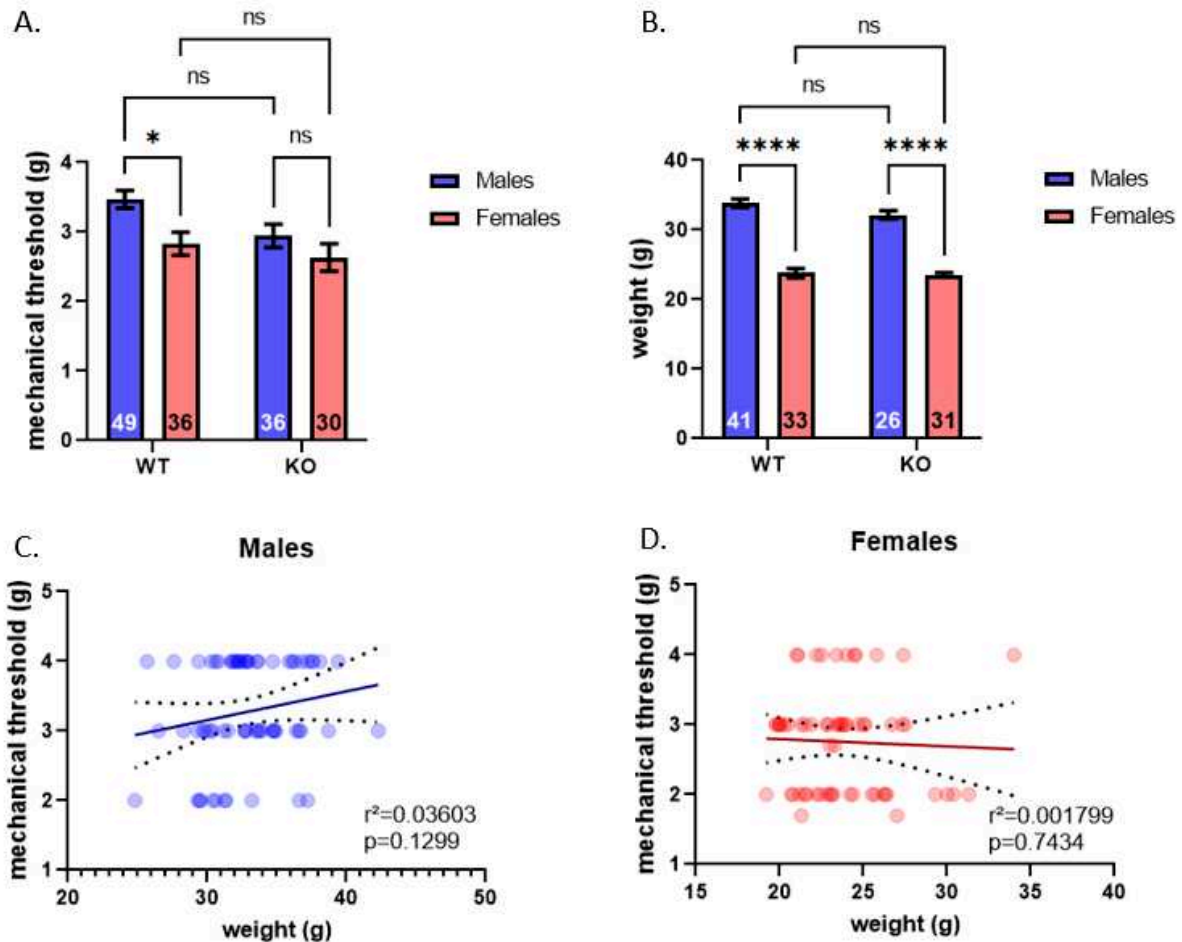 A.
ns
ns
*
ns
mechanical threshold (g)
4
3
2
1
0
49
36
36
30
WT
KO
Males
Females
B.
ns
ns
****
****
weight (g)
40
30
20
10
0
41
33
26
31
WT
KO
Males
Females
C.
Males
mechanical threshold (g)
5
4
3
2
1
r²=0.03603
p=0.1299
20
30
40
50
weight (g)
D.
Females
mechanical threshold (g)
5
4
3
2
1
r²=0.001799
p=0.7434
15
20
25
30
35
40
weight (g)